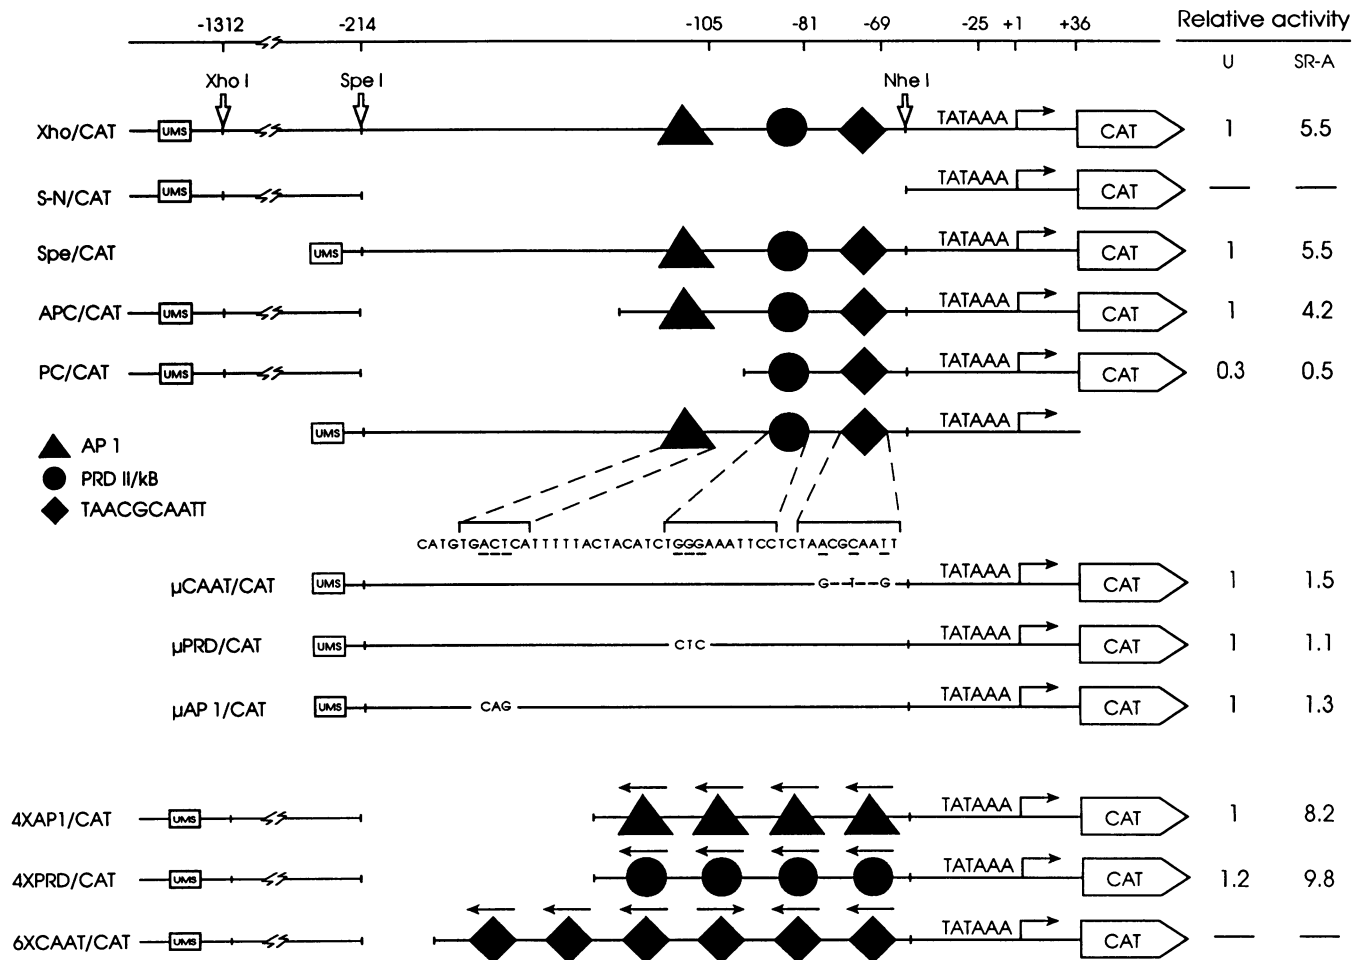 -1312 -214 -105 -81 -69 -25 +1 +36 Relative activity
U SR-A
Xho I Spe I Nhe I
Xho/CAT UMS TATAAA CAT 1 5.5
S-N/CAT UMS TATAAA CAT — —
Spe/CAT UMS TATAAA CAT 1 5.5
APC/CAT UMS TATAAA CAT 1 4.2
PC/CAT UMS TATAAA CAT 0.3 0.5
UMS TATAAA
AP 1
PRD II/kB
TAACGCAATT
CATGTGACTCATTTTTACTACATCTGGGAAATTCCTCTAACGCAATT
µCAAT/CAT UMS G--T--G TATAAA CAT 1 1.5
µPRD/CAT UMS CTC TATAAA CAT 1 1.1
µAP 1/CAT UMS CAG TATAAA CAT 1 1.3
4XAP1/CAT UMS TATAAA CAT 1 8.2
4XPRD/CAT UMS TATAAA CAT 1.2 9.8
6XCAAT/CAT UMS TATAAA CAT — —